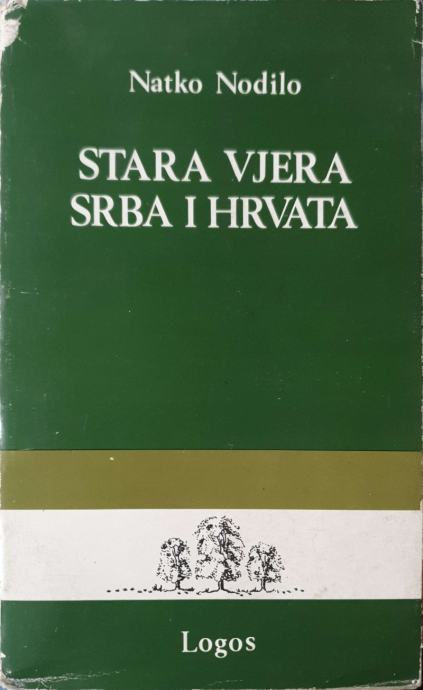 Natko Nodilo
STARA VJERA
SRBA I HRVATA
Logos